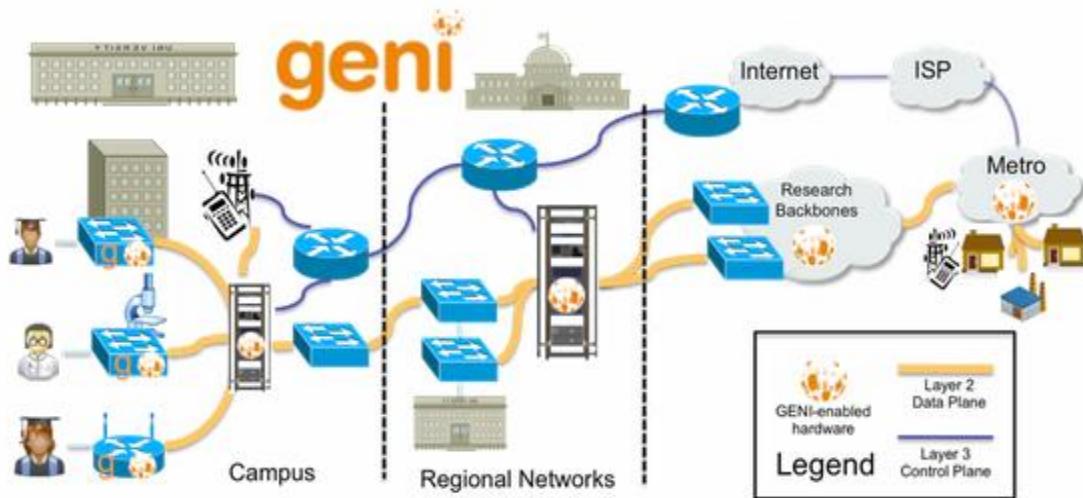 geni
Internet
ISP
Metro
Research
Backbones
g
g
g
Campus
Regional Networks
GENI-enabled
hardware
Layer 2
Data Plane
Legend
Layer 3
Control Plane